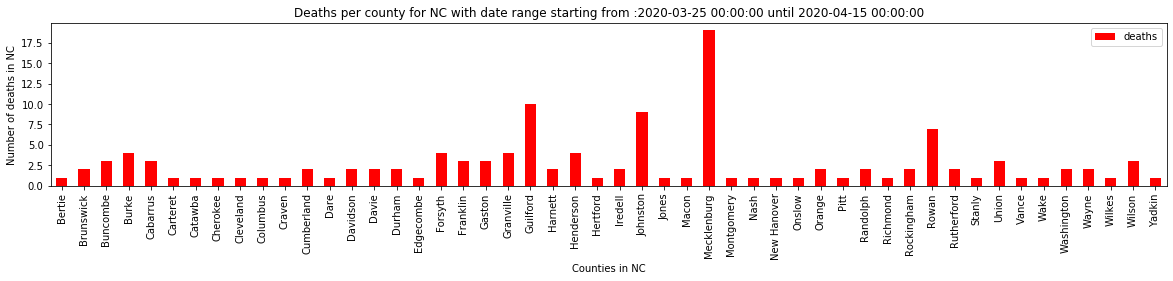 Deaths per county for NC with date range starting from :2020-03-25 00:00:00 until 2020-04-15 00:00:00
deaths
Number of deaths in NC
17.5
15.0
12.5
10.0
7.5
5.0
2.5
0.0
Bertie
Brunswick
Buncombe
Burke
Cabarrus
Carteret
Catawba
Cherokee
Cleveland
Columbus
Craven
Cumberland
Dare
Davidson
Davie
Durham
Edgecombe
Forsyth
Franklin
Gaston
Granville
Guilford
Harnett
Henderson
Hertford
Iredell
Johnston
Jones
Macon
Mecklenburg
Montgomery
Nash
New Hanover
Onslow
Orange
Pitt
Randolph
Richmond
Rockingham
Rowan
Rutherford
Stanly
Union
Vance
Wake
Washington
Wayne
Wilkes
Wilson
Yadkin
Counties in NC